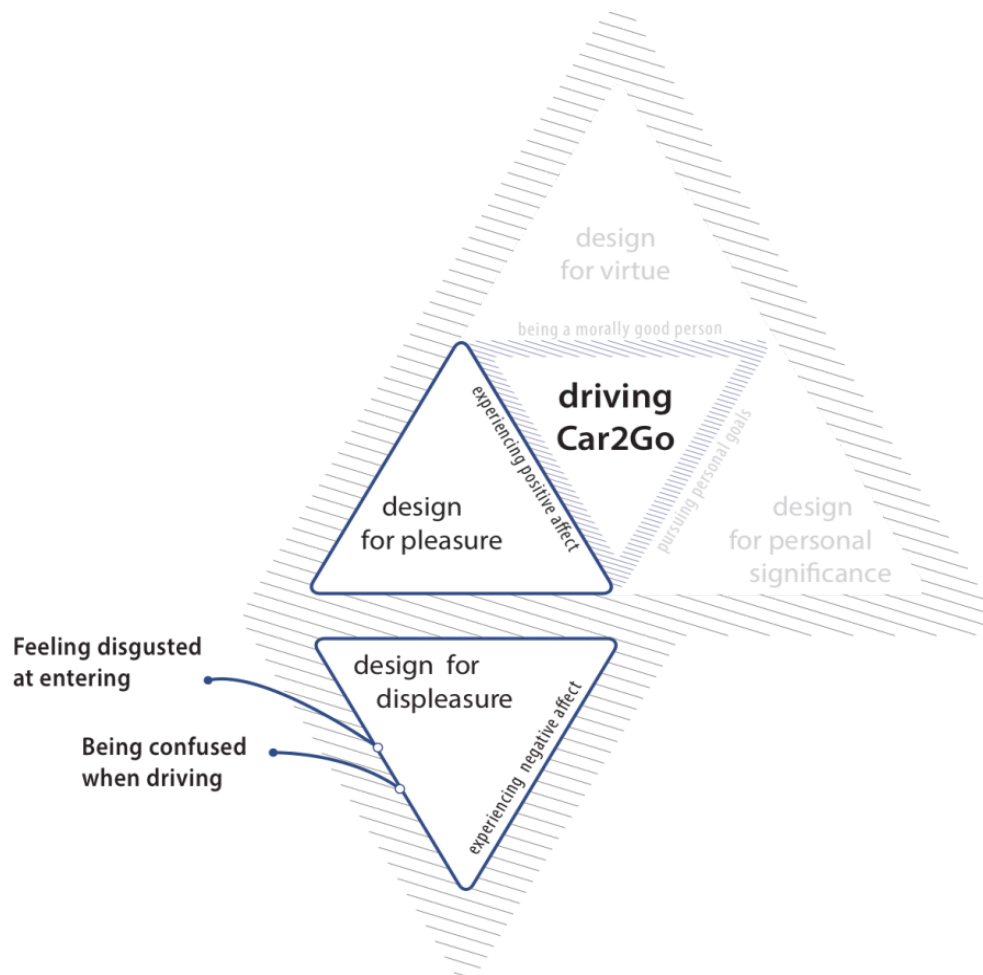 design
for virtue
being a morally good person
driving
Car2Go
experiencing positive affect
pursuing personal goals
design
for pleasure
design
for personal
significance
Feeling disgusted
at entering
design for
displeasure
Being confused
when driving
experiencing negative affect